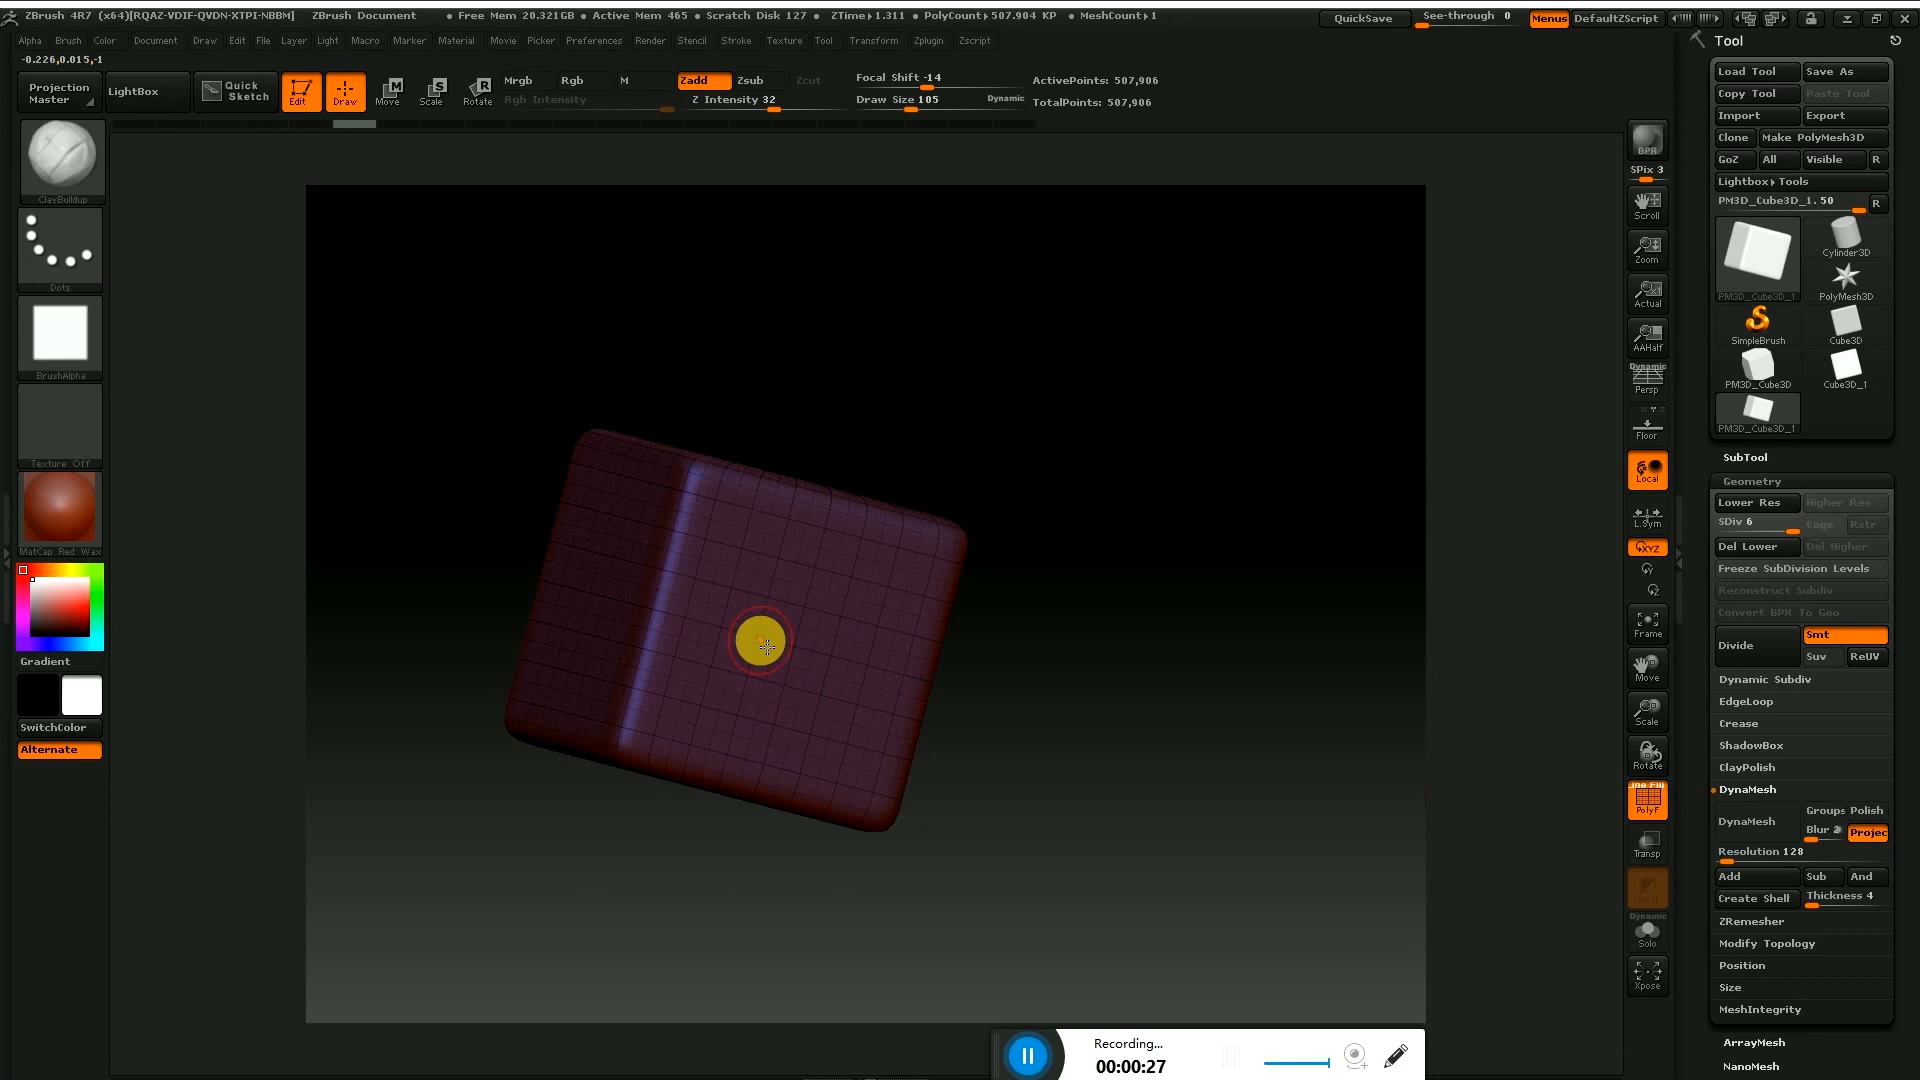 ZBrush 4R7 (x64)[RQAZ-VDIF-QVDN-XTPI-NBBM] ZBrush Document • Free Mem 20.321GB • Active Mem 465 • Scratch Disk 127 • ZTime▸1.311 • PolyCount▸507.904 KP • MeshCount▸1 QuickSave See-through 0 Menus DefaultZScript
Alpha Brush Color Document Draw Edit File Layer Light Macro Marker Material Movie Picker Preferences Render Stencil Stroke Texture Tool Transform Zplugin Zscript
-0.226,0.015,-1
Projection Master
LightBox
Quick Sketch
Edit
Draw
Move
Scale
Rotate
Mrgb Rgb M
Rgb Intensity
Zadd Zsub Zcut
Z Intensity 32
Focal Shift -14
Draw Size 105 Dynamic
ActivePoints: 507,906
TotalPoints: 507,906
ClayBuildup
Dots
BrushAlpha
Texture Off
MatCap Red Wax
Gradient
SwitchColor
Alternate
BPR
SPix 3
Scroll
Zoom
Actual
AAHalf
Dynamic
Persp
Floor
Local
L.Sym
XYZ
Frame
Move
Scale
Rotate
Line Fill
PolyF
Transp
Dynamic
Solo
Xpose
Tool
Load Tool Save As
Copy Tool Paste Tool
Import Export
Clone Make PolyMesh3D
GoZ All Visible R
Lightbox▸Tools
PM3D_Cube3D_1. 50 R
PM3D_Cube3D_1
Cylinder3D
PolyMesh3D
SimpleBrush
Cube3D
PM3D_Cube3D
Cube3D_1
PM3D_Cube3D_1
SubTool
Geometry
Lower Res Higher Res
SDiv 6 Cage Rstr
Del Lower Del Higher
Freeze SubDivision Levels
Reconstruct Subdiv
Convert BPR To Geo
Divide Smt
Suv ReUV
Dynamic Subdiv
EdgeLoop
Crease
ShadowBox
ClayPolish
DynaMesh
DynaMesh Groups Polish
Blur 2 Projec
Resolution 128
Add Sub And
Create Shell Thickness 4
ZRemesher
Modify Topology
Position
Size
MeshIntegrity
ArrayMesh
NanoMesh
Recording...
00:00:27